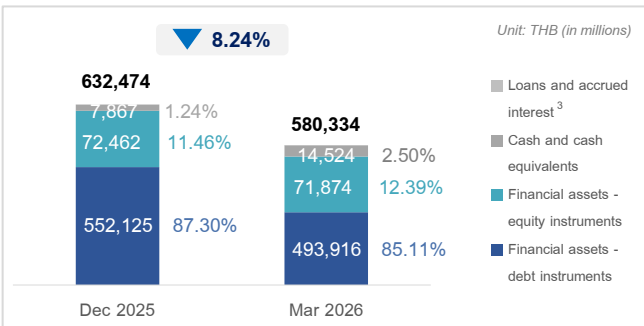 Unit: THB (in millions)
▼ 8.24%
632,474
7,867 1.24%
72,462 11.46%
552,125 87.30%
580,334
14,524 2.50%
71,874 12.39%
493,916 85.11%
Dec 2025
Mar 2026
Loans and accrued
interest 3
Cash and cash
equivalents
Financial assets -
equity instruments
Financial assets -
debt instruments